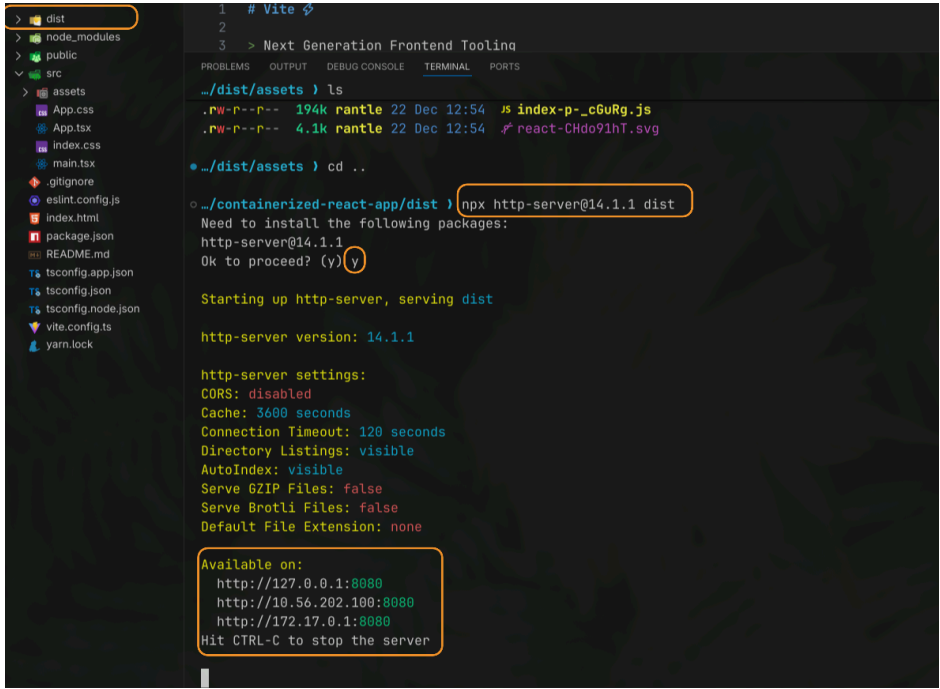 dist
node_modules
public
src
assets
App.css
App.tsx
index.css
main.tsx
.gitignore
eslint.config.js
index.html
package.json
README.md
tsconfig.app.json
tsconfig.json
tsconfig.node.json
vite.config.ts
yarn.lock
1 # Vite ⚡
2
3 > Next Generation Frontend Tooling
PROBLEMS OUTPUT DEBUG CONSOLE TERMINAL PORTS
…/dist/assets ❯ ls
.rw-r--r-- 194k rantle 22 Dec 12:54 JS index-p-_cGuRg.js
.rw-r--r-- 4.1k rantle 22 Dec 12:54 react-CHdo91hT.svg
…/dist/assets ❯ cd ..
…/containerized-react-app/dist ❯ npx http-server@14.1.1 dist
Need to install the following packages:
http-server@14.1.1
Ok to proceed? (y) y
Starting up http-server, serving dist
http-server version: 14.1.1
http-server settings:
CORS: disabled
Cache: 3600 seconds
Connection Timeout: 120 seconds
Directory Listings: visible
AutoIndex: visible
Serve GZIP Files: false
Serve Brotli Files: false
Default File Extension: none
Available on:
http://127.0.0.1:8080
http://10.56.202.100:8080
http://172.17.0.1:8080
Hit CTRL-C to stop the server